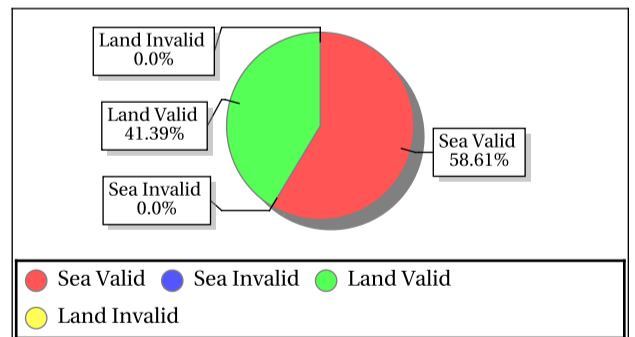 Land Invalid
0.0%
Land Valid
41.39%
Sea Valid
58.61%
Sea Invalid
0.0%
Sea Valid
Sea Invalid
Land Valid
Land Invalid